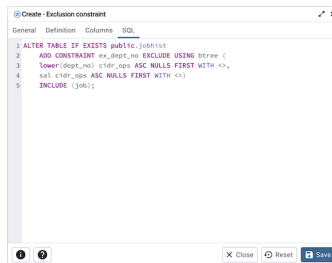 Create - Exclusion constraint
General Definition Columns SQL
1 ALTER TABLE IF EXISTS public.jobhist
2 ADD CONSTRAINT ex_dept_no EXCLUDE USING btree (
3 lower(dept_no) cidr_ops ASC NULLS FIRST WITH <>,
4 sal cidr_ops ASC NULLS FIRST WITH <>)
5 INCLUDE (job);
Close Reset Save